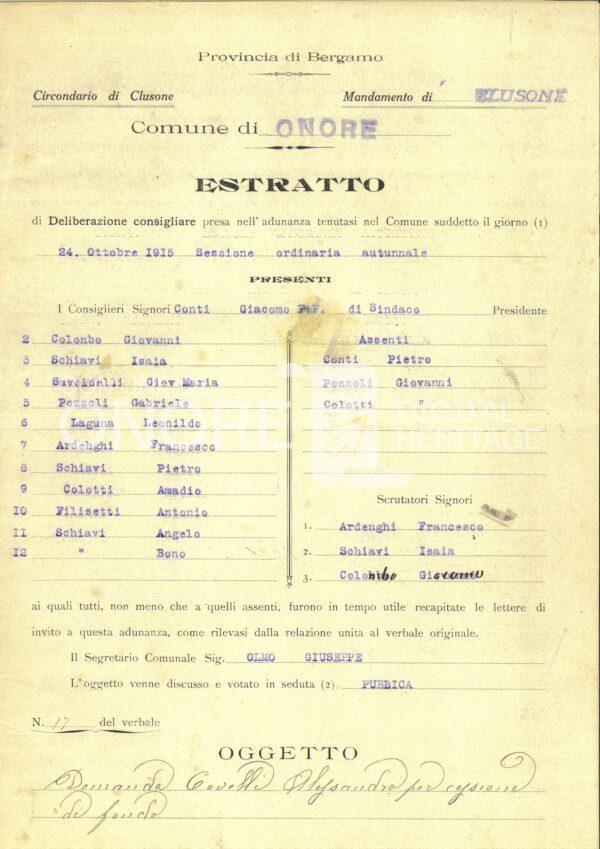 Provincia di Bergamo
Circondario di Clusone Mandamento di CLUSONE
Comune di ONORE
ESTRATTO
di Deliberazione consigliare presa nell'adunanza tenutasi nel Comune suddetto il giorno (1)
24. Ottobre 1915 Sessione ordinaria autunnale
PRESENTI
I Consiglieri Signori Conti Giacomo F.F. di Sindaco Presidente
2 Colonbo Giovanni Assenti
3 Schiavi Isaia Conti Pietro
4 Savoldelli Giov Maria Pozzoli Giovanni
5 Pozzoli Gabriele Colotti "
6 Laguna Leonildo
7 Ardenghi Francesco
8 Schiavi Pietro
9 Colotti Amadio
Scrutatori Signori
10 Filisetti Antonio 1. Ardenghi Francesco
11 Schiavi Angelo 2. Schiavi Isaia
12 " Bono 3. Colombo
ai quali tutti, non meno che a quelli assenti, furono in tempo utile recapitate le lettere di
invito a questa adunanza, come rilevasi dalla relazione unita al verbale originale.
Il Segretario Comunale Sig. OLMO GIUSEPPE
L'oggetto venne discusso e votato in seduta (2) PUBBICA
N. 17 del verbale
OGGETTO
Domanda Covelli Alessandro per cessione
di fondo